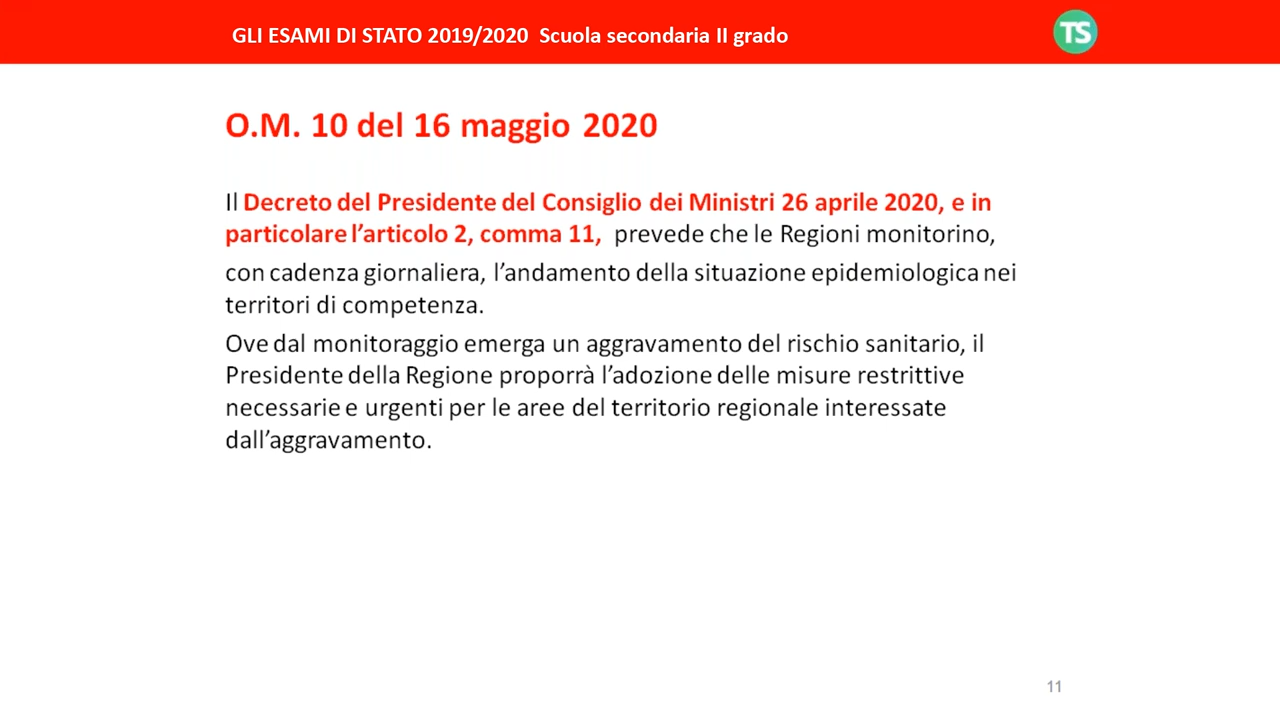 GLI ESAMI DI STATO 2019/2020 Scuola secondaria II grado
TS
O.M. 10 del 16 maggio 2020
Il Decreto del Presidente del Consiglio dei Ministri 26 aprile 2020, e in
particolare l’articolo 2, comma 11, prevede che le Regioni monitorino,
con cadenza giornaliera, l’andamento della situazione epidemiologica nei
territori di competenza.
Ove dal monitoraggio emerga un aggravamento del rischio sanitario, il
Presidente della Regione proporrà l’adozione delle misure restrittive
necessarie e urgenti per le aree del territorio regionale interessate
dall’aggravamento.
11